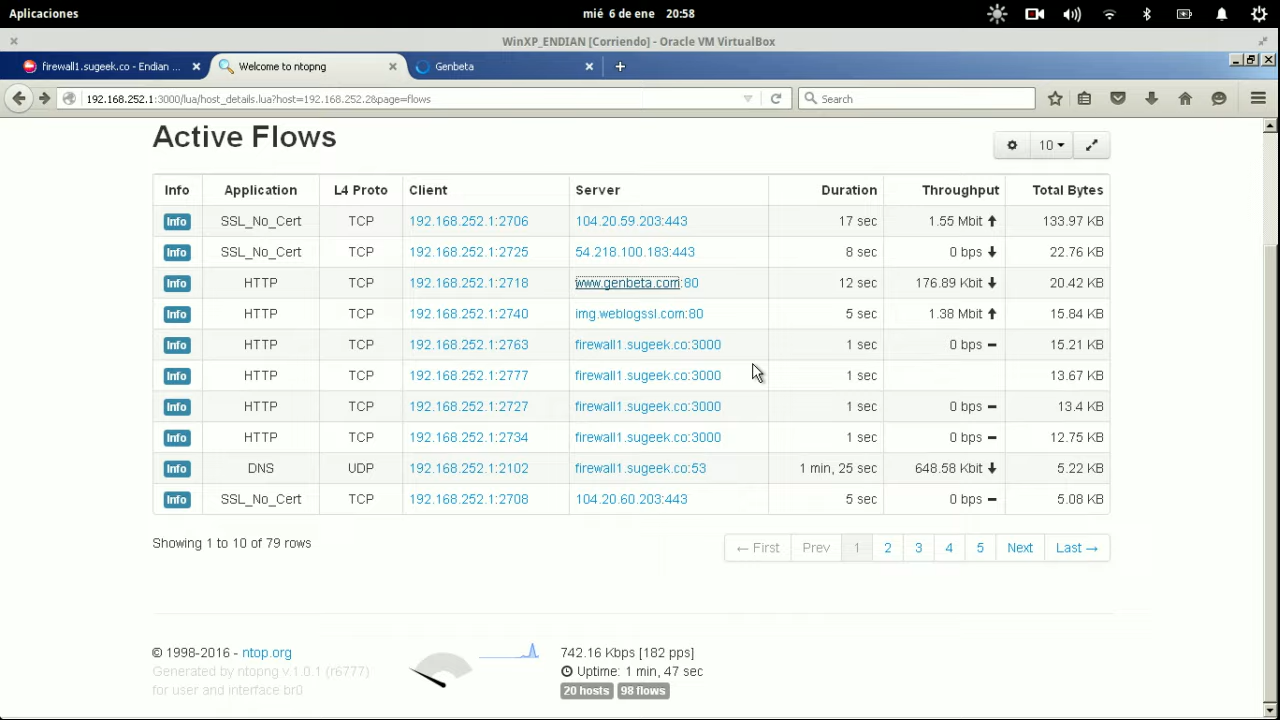 Aplicaciones
mié 6 de ene 20:58
WinXP_ENDIAN [Corriendo] - Oracle VM VirtualBox
firewall1.sugeek.co - Endian ...
Welcome to ntopng
Genbeta
192.168.252.1:3000/lua/host_details.lua?host=192.168.252.2&page=flows
Search
Active Flows
10
Info Application L4 Proto Client Server Duration Throughput Total Bytes
Info SSL_No_Cert TCP 192.168.252.1:2706 104.20.59.203:443 17 sec 1.55 Mbit 133.97 KB
Info SSL_No_Cert TCP 192.168.252.1:2725 54.218.100.183:443 8 sec 0 bps 22.76 KB
Info HTTP TCP 192.168.252.1:2718 www.genbeta.com:80 12 sec 176.89 Kbit 20.42 KB
Info HTTP TCP 192.168.252.1:2740 img.weblogssl.com:80 5 sec 1.38 Mbit 15.84 KB
Info HTTP TCP 192.168.252.1:2763 firewall1.sugeek.co:3000 1 sec 0 bps 15.21 KB
Info HTTP TCP 192.168.252.1:2777 firewall1.sugeek.co:3000 1 sec 13.67 KB
Info HTTP TCP 192.168.252.1:2727 firewall1.sugeek.co:3000 1 sec 0 bps 13.4 KB
Info HTTP TCP 192.168.252.1:2734 firewall1.sugeek.co:3000 1 sec 0 bps 12.75 KB
Info DNS UDP 192.168.252.1:2102 firewall1.sugeek.co:53 1 min, 25 sec 648.58 Kbit 5.22 KB
Info SSL_No_Cert TCP 192.168.252.1:2708 104.20.60.203:443 5 sec 0 bps 5.08 KB
Showing 1 to 10 of 79 rows
← First Prev 1 2 3 4 5 Next Last →
© 1998-2016 - ntop.org
Generated by ntopng v.1.0.1 (r6777)
for user and interface br0
742.16 Kbps [182 pps]
Uptime: 1 min, 47 sec
20 hosts 98 flows